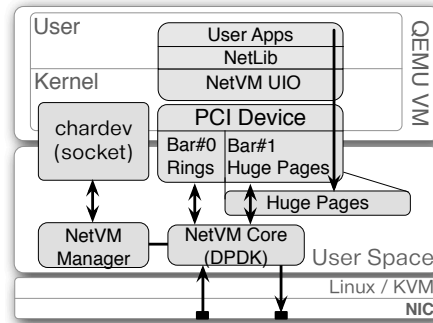 User
User Apps
NetLib
Kernel
NetVM UIO
QEMU VM
chardev
(socket)
PCI Device
Bar#0
Rings
Bar#1
Huge Pages
Huge Pages
NetVM
Manager
NetVM Core
(DPDK)
User Space
Linux / KVM
NIC